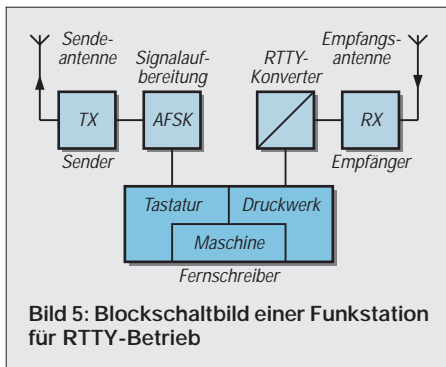 Sende-
antenne
Signalauf-
bereitung
RTTY-
Konverter
Empfangs-
antenne
TX
AFSK
RX
Sender
Empfänger
Tastatur
Druckwerk
Maschine
Fernschreiber
Bild 5: Blockschaltbild einer Funkstation
für RTTY-Betrieb